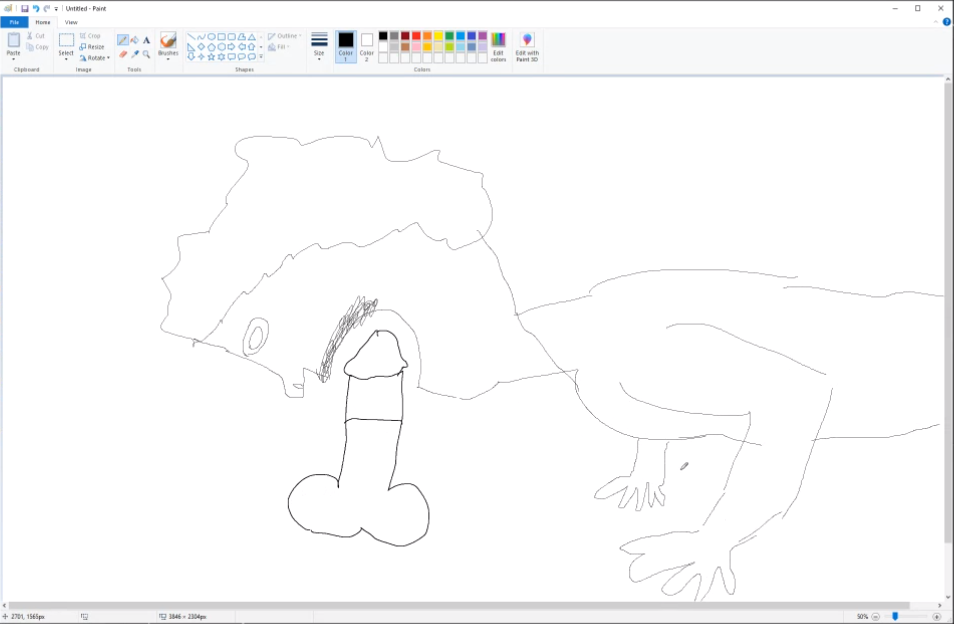 Untitled - Paint
File Home View
Paste
Cut
Copy
Clipboard
Select
Crop
Resize
Rotate
Image
A
Tools
Brushes
Outline
Fill
Shapes
Size
Color
1
Color
2
Edit
colors
Edit with
Paint 3D
Colors
2701, 1565px
3846 × 2304px
50%